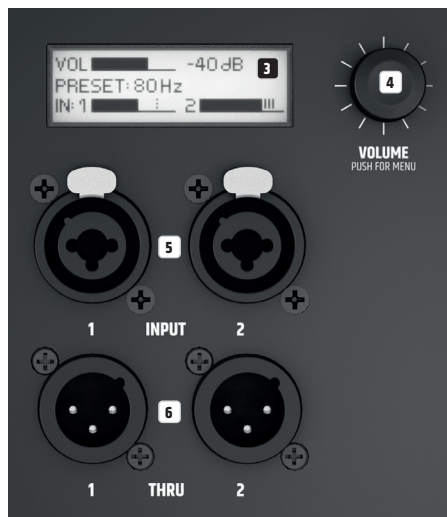 VOL -40dB 3
PRESET: 80Hz
IN: 1 2
4
VOLUME
PUSH FOR MENU
5
1 INPUT 2
6
1 THRU 2